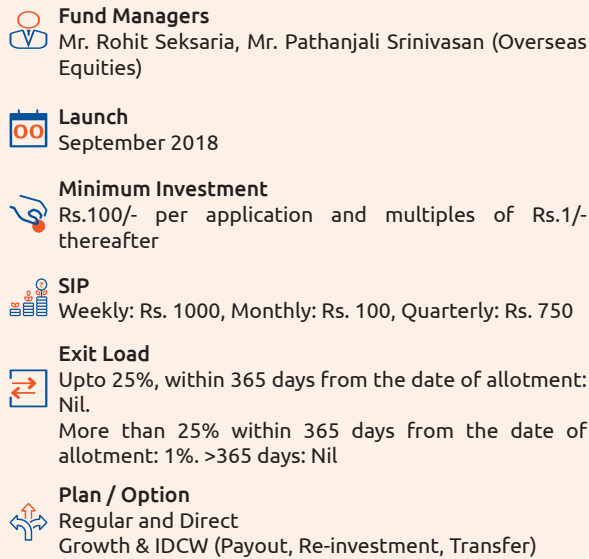 Fund Managers
Mr. Rohit Seksaria, Mr. Pathanjali Srinivasan (Overseas
Equities)
Launch
September 2018
Minimum Investment
Rs.100/- per application and multiples of Rs.1/-
thereafter
SIP
Weekly: Rs. 1000, Monthly: Rs. 100, Quarterly: Rs. 750
Exit Load
Upto 25%, within 365 days from the date of allotment:
Nil.
More than 25% within 365 days from the date of
allotment: 1%. >365 days: Nil
Plan / Option
Regular and Direct
Growth & IDCW (Payout, Re-investment, Transfer)